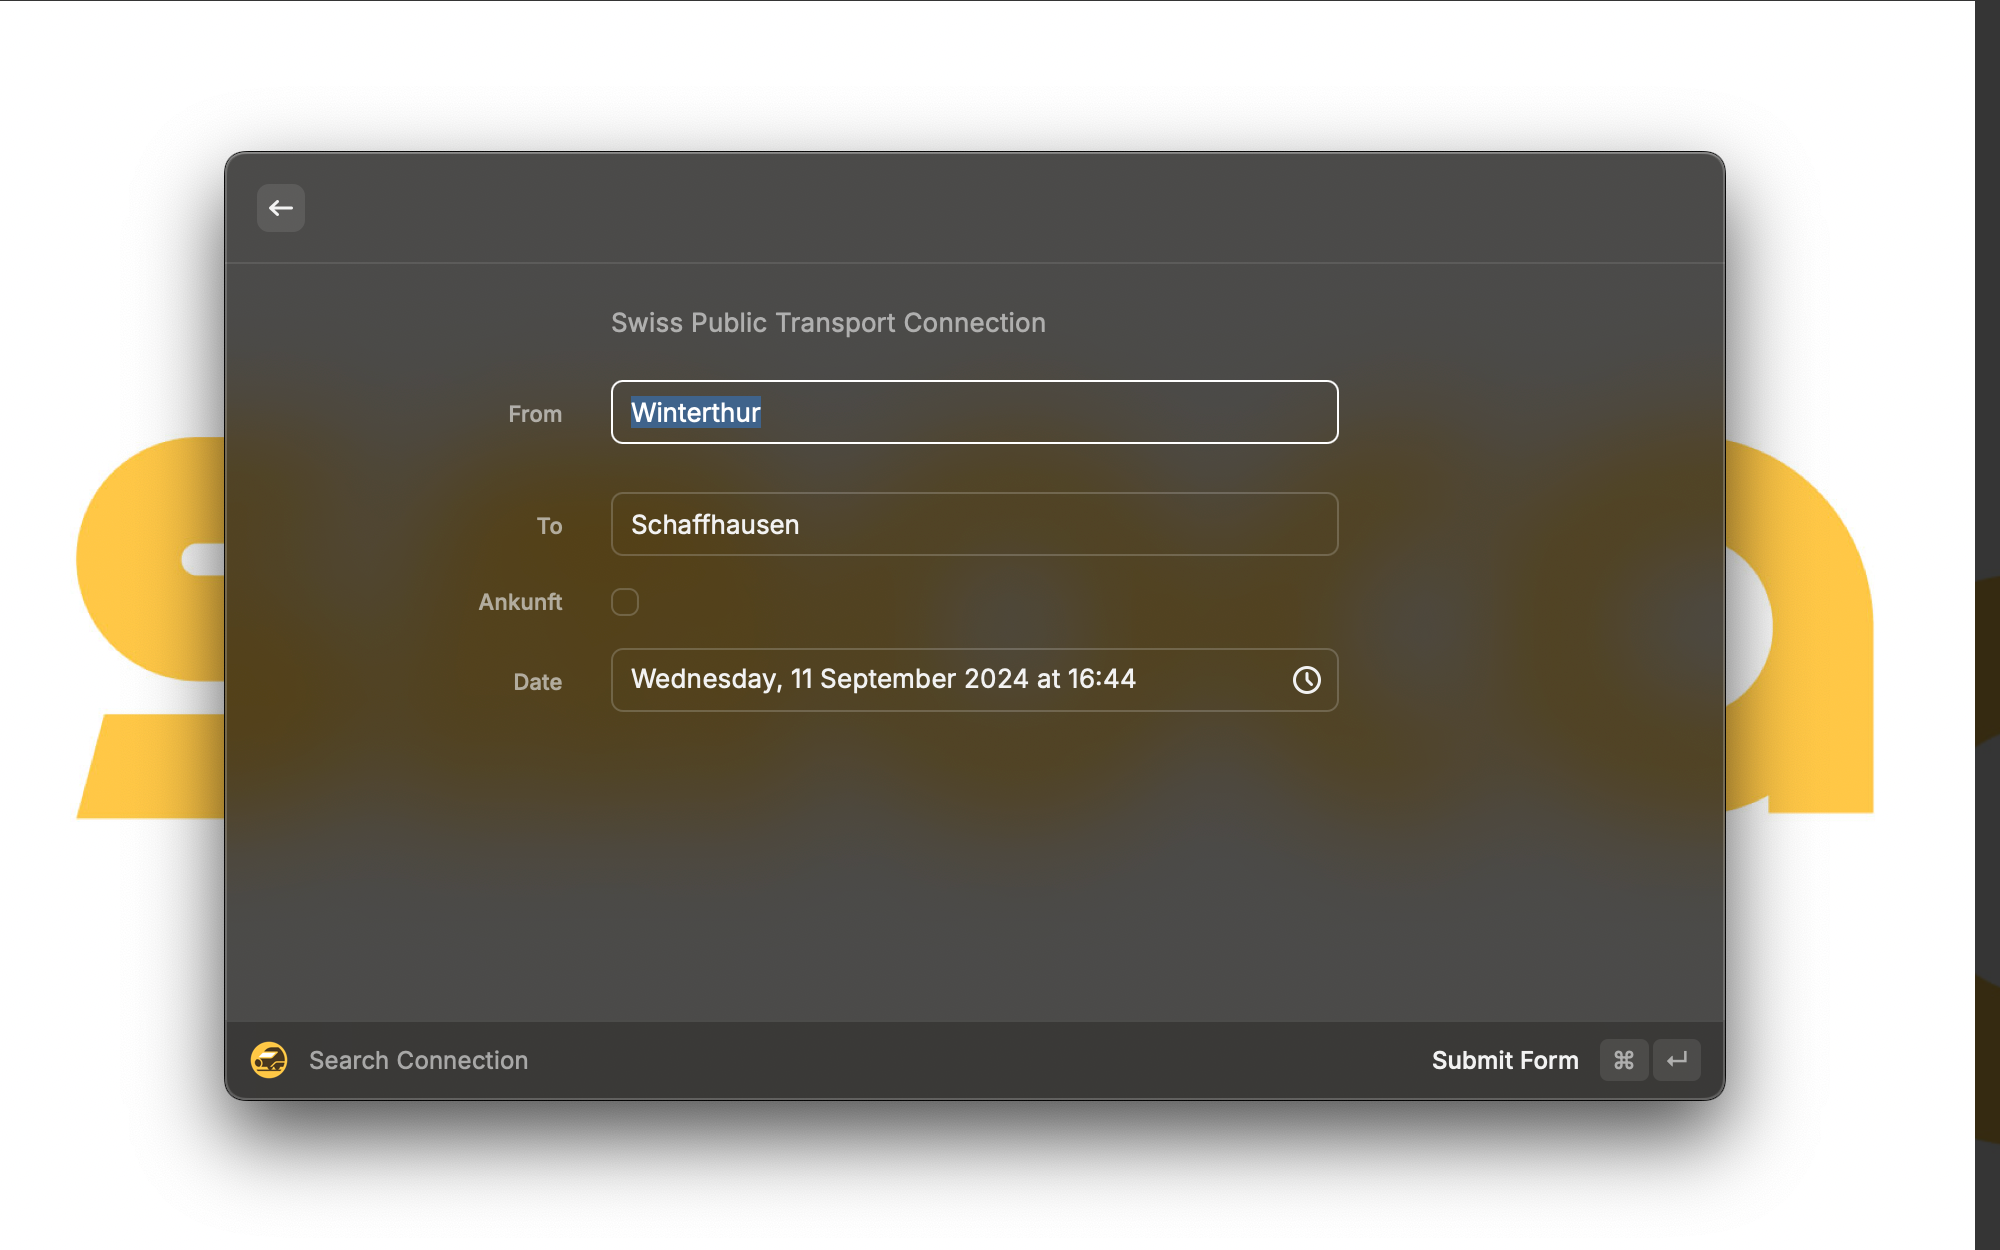 Swiss Public Transport Connection
From
Winterthur
To
Schaffhausen
Ankunft
Date
Wednesday, 11 September 2024 at 16:44
Search Connection
Submit Form ⌘ ↵